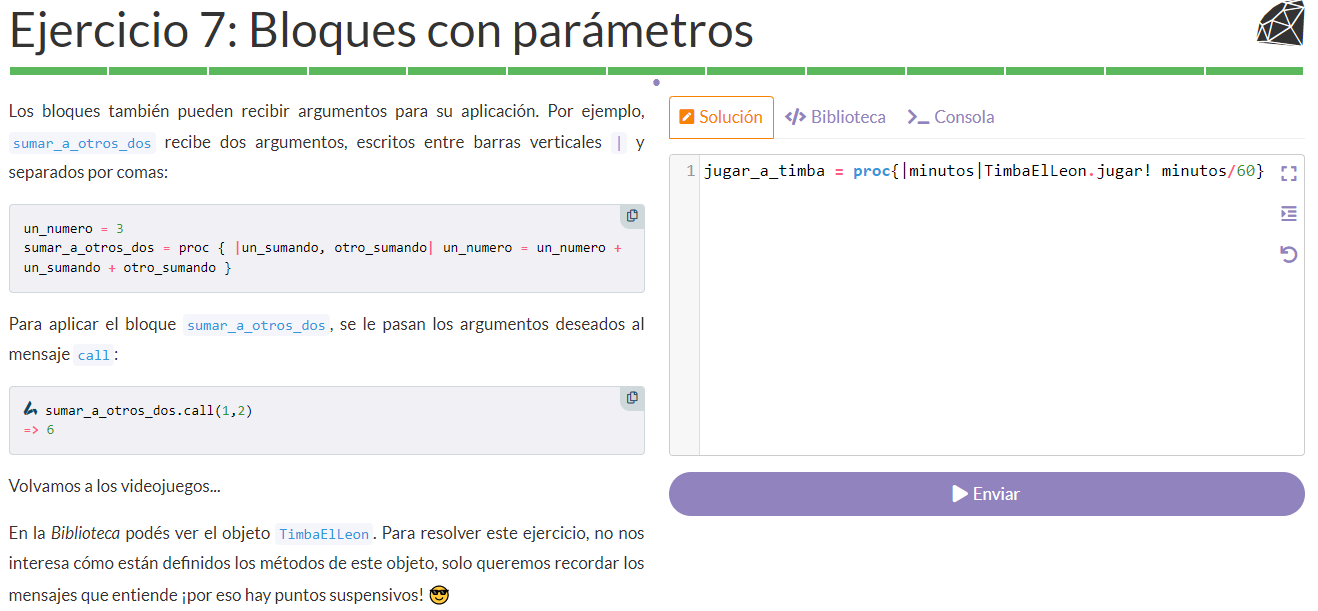 Ejercicio 7: Bloques con parámetros
Los bloques también pueden recibir argumentos para su aplicación. Por ejemplo,
sumar_a_otros_dos recibe dos argumentos, escritos entre barras verticales | y
separados por comas:
un_numero = 3
sumar_a_otros_dos = proc { |un_sumando, otro_sumando| un_numero = un_numero +
un_sumando + otro_sumando }
Para aplicar el bloque sumar_a_otros_dos, se le pasan los argumentos deseados al
mensaje call:
sumar_a_otros_dos.call(1,2)
=> 6
Volvamos a los videojuegos...
En la Biblioteca podés ver el objeto TimbaElLeon. Para resolver este ejercicio, no nos
interesa cómo están definidos los métodos de este objeto, solo queremos recordar los
mensajes que entiende ¡por eso hay puntos suspensivos! 😎
Solución
Biblioteca
Consola
1 jugar_a_timba = proc{|minutos|TimbaElLeon.jugar! minutos/60}
Enviar